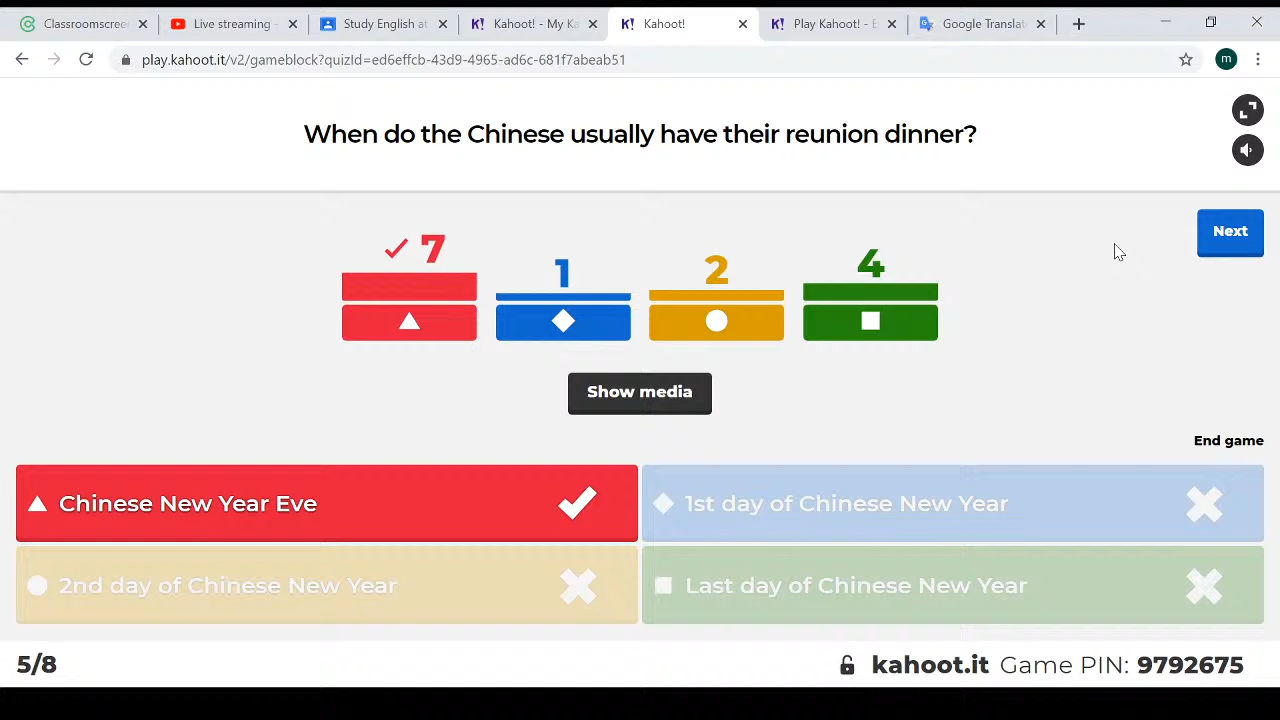 Classroomscree
Live streaming -
Study English at
Kahoot! - My Ka
Kahoot!
Play Kahoot! - E
Google Translat
play.kahoot.it/v2/gameblock?quizId=ed6effcb-43d9-4965-ad6c-681f7abeab51
m
When do the Chinese usually have their reunion dinner?
Next
7
1
2
4
Show media
End game
Chinese New Year Eve
1st day of Chinese New Year
2nd day of Chinese New Year
Last day of Chinese New Year
5/8
kahoot.it Game PIN: 9792675